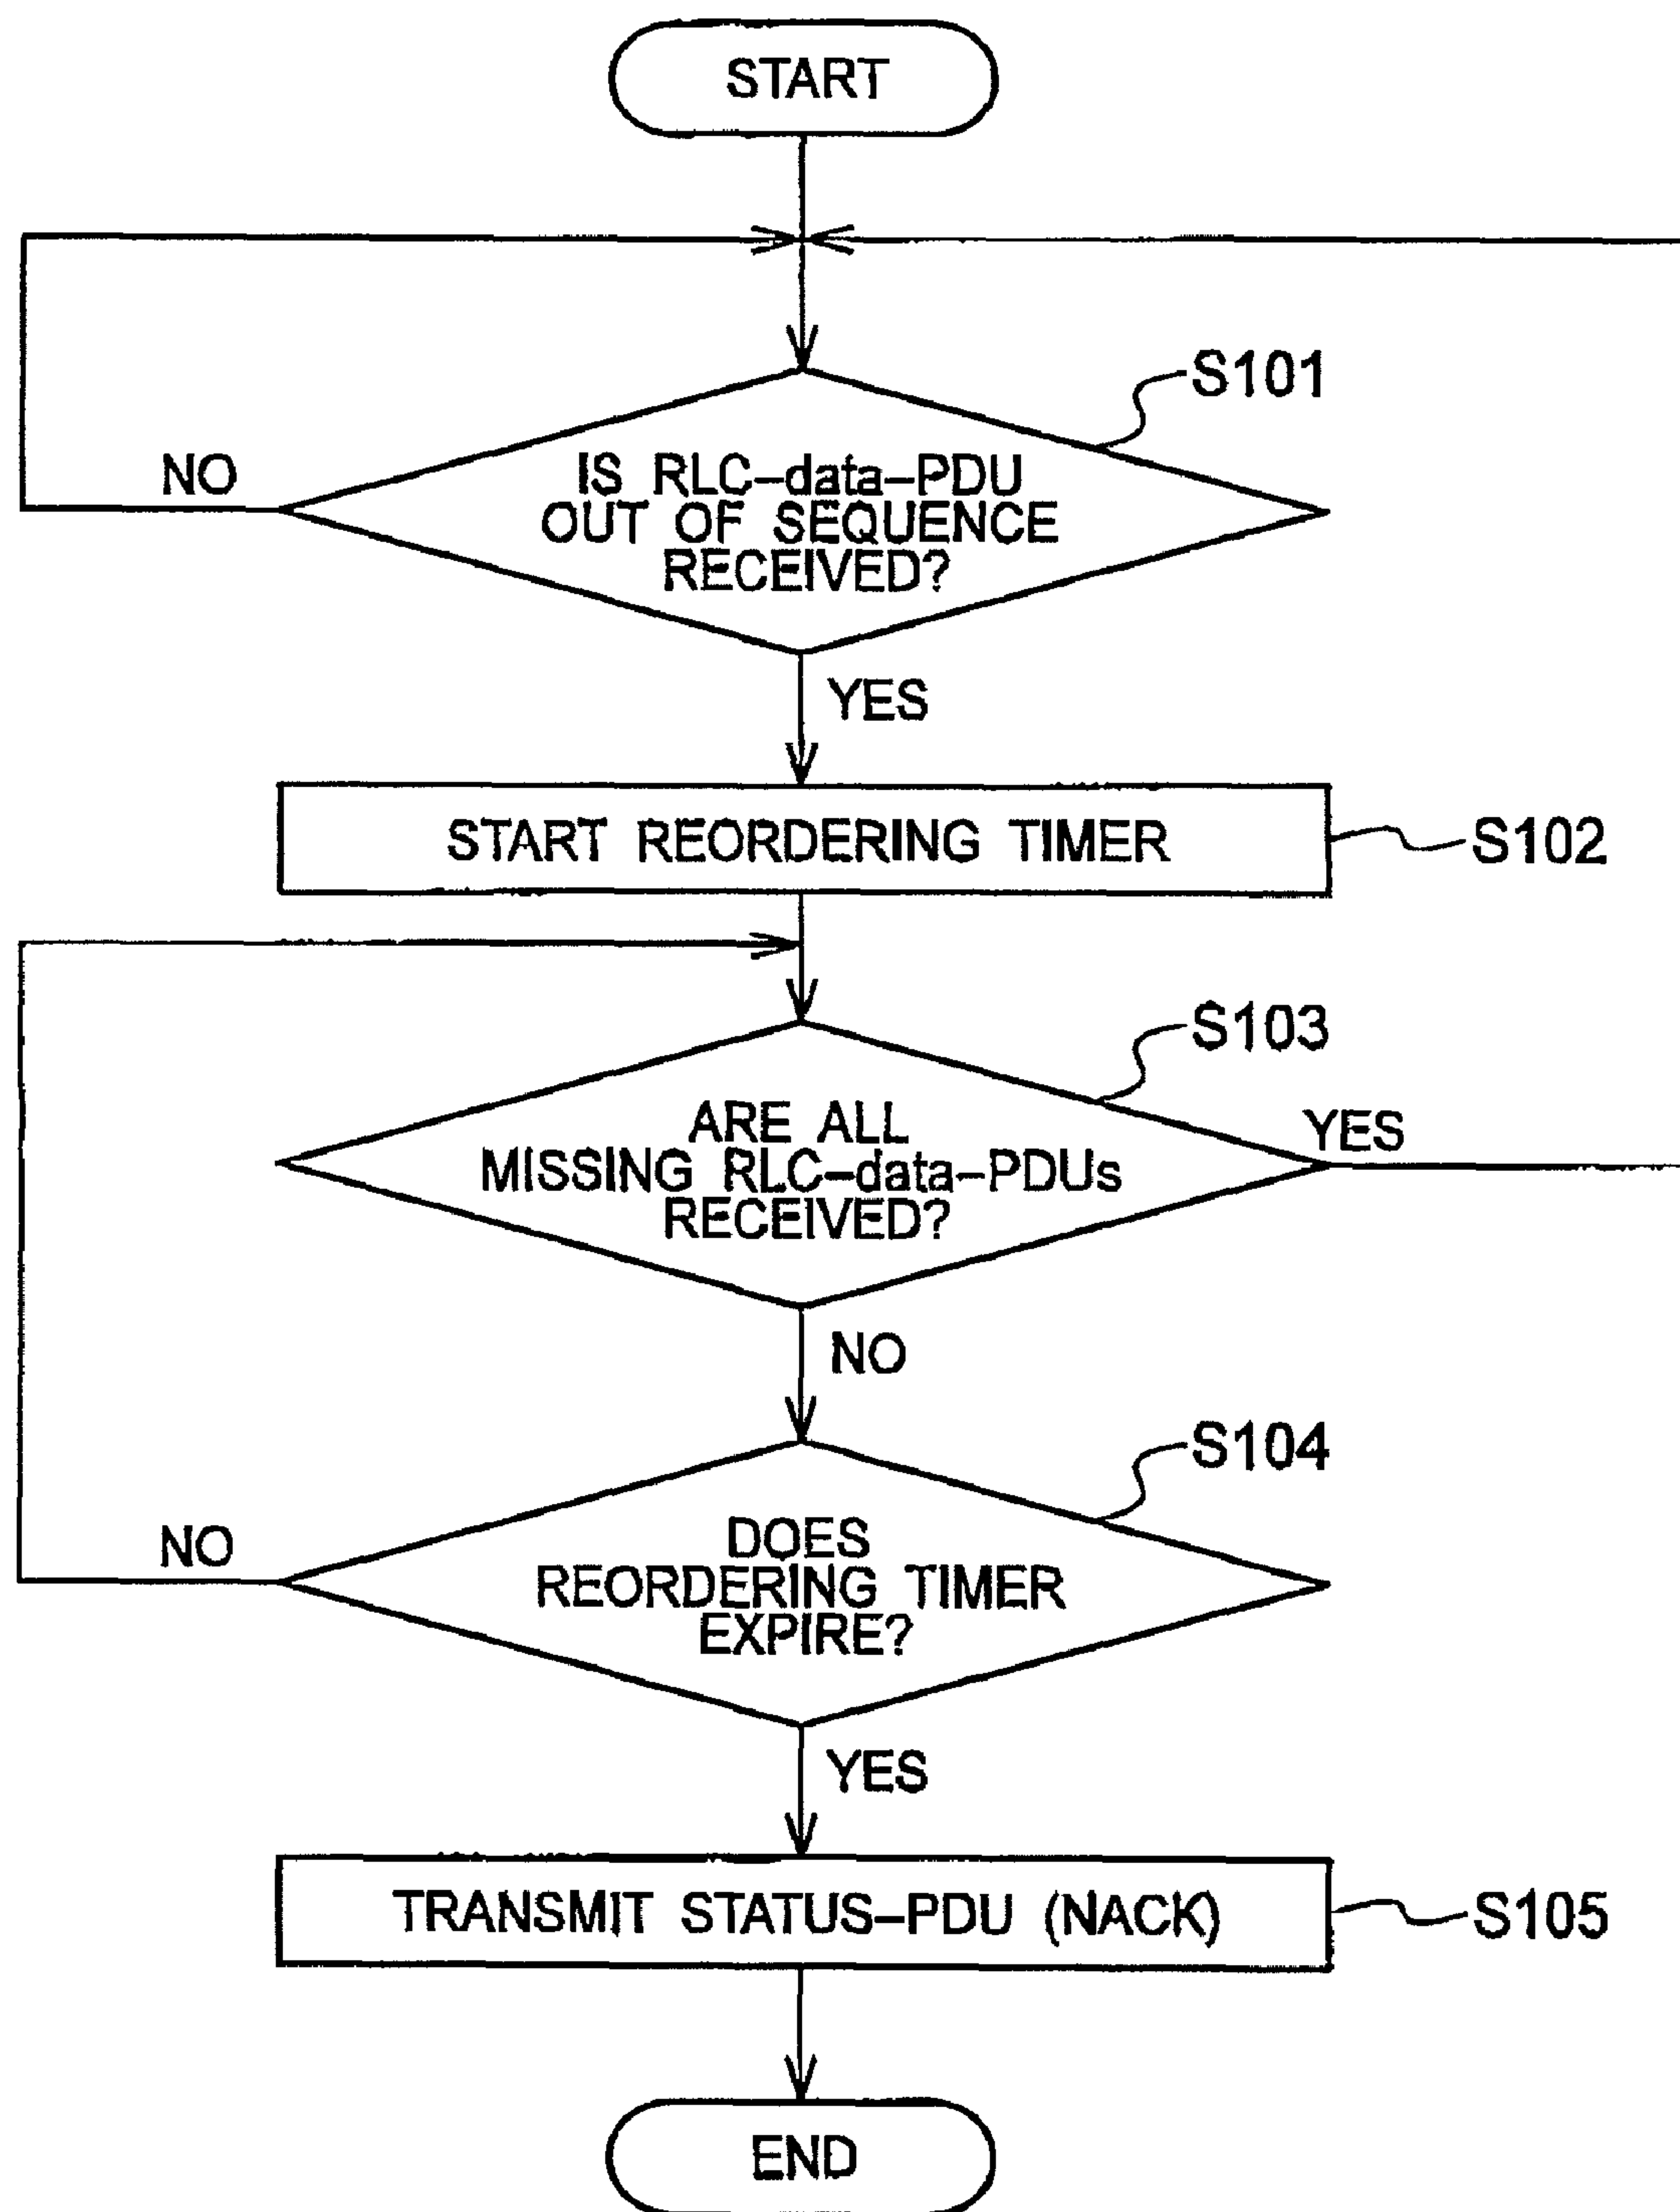 START
S101
NO
IS RLC-data-PDU
OUT OF SEQUENCE
RECEIVED?
YES
START REORDERING TIMER
S102
S103
ARE ALL
MISSING RLC-data-PDUs
RECEIVED?
YES
NO
S104
NO
DOES
REORDERING TIMER
EXPIRE?
YES
TRANSMIT STATUS-PDU (NACK)
S105
END